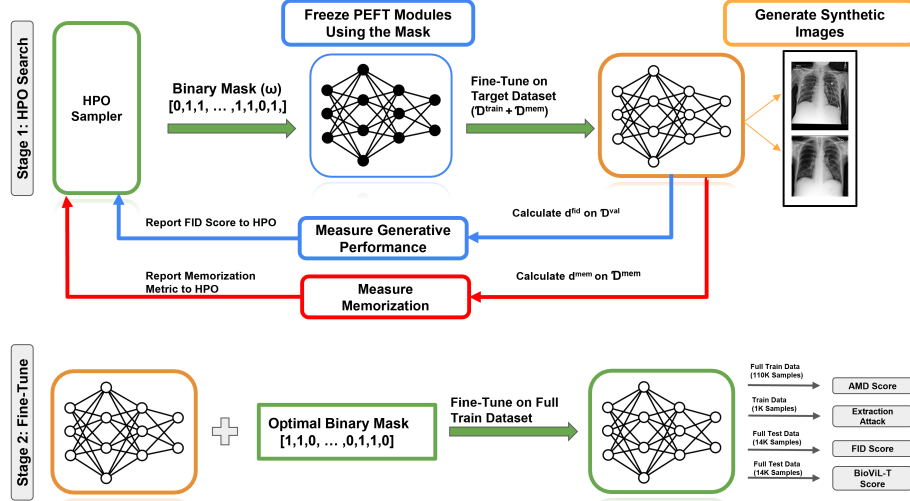 Stage 1: HPO Search
HPO
Sampler
Binary Mask (ω)
[0,1,1, ... ,1,1,0,1,]
Freeze PEFT Modules
Using the Mask
Fine-Tune on
Target Dataset
(Ɗtrain + Ɗmem)
Generate Synthetic
Images
Report FID Score to HPO
Measure Generative
Performance
Calculate dfid on Ɗval
Report Memorization
Metric to HPO
Measure
Memorization
Calculate dmem on Ɗmem
Stage 2: Fine-Tune
Optimal Binary Mask
[1,1,0, ... ,0,1,1,0]
Fine-Tune on Full
Train Dataset
Full Train Data
(110K Samples)
AMD Score
Train Data
(1K Samples)
Extraction
Attack
Full Test Data
(14K Samples)
FID Score
Full Test Data
(14K Samples)
BioViL-T
Score